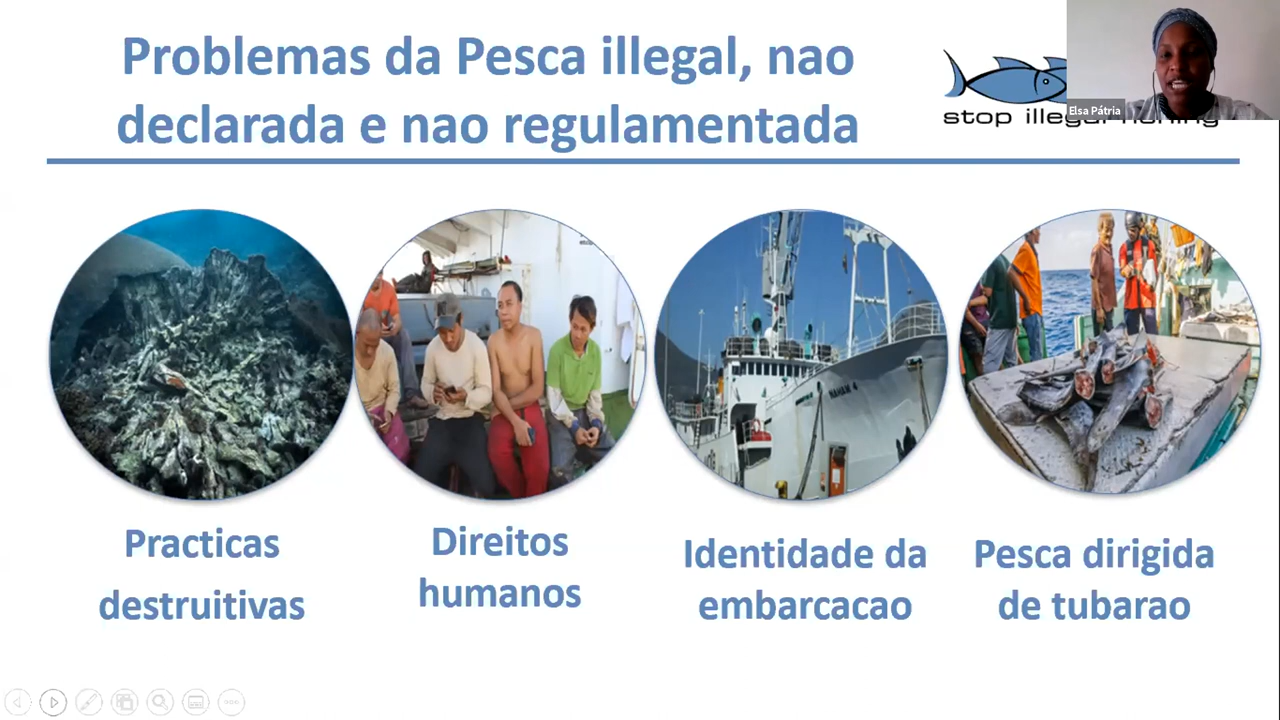 Problemas da Pesca illegal, nao
declarada e nao regulamentada
stop illegal
Elsa Pátria
Practicas
destruitivas
Direitos
humanos
Identidade da
embarcacao
Pesca dirigida
de tubarao